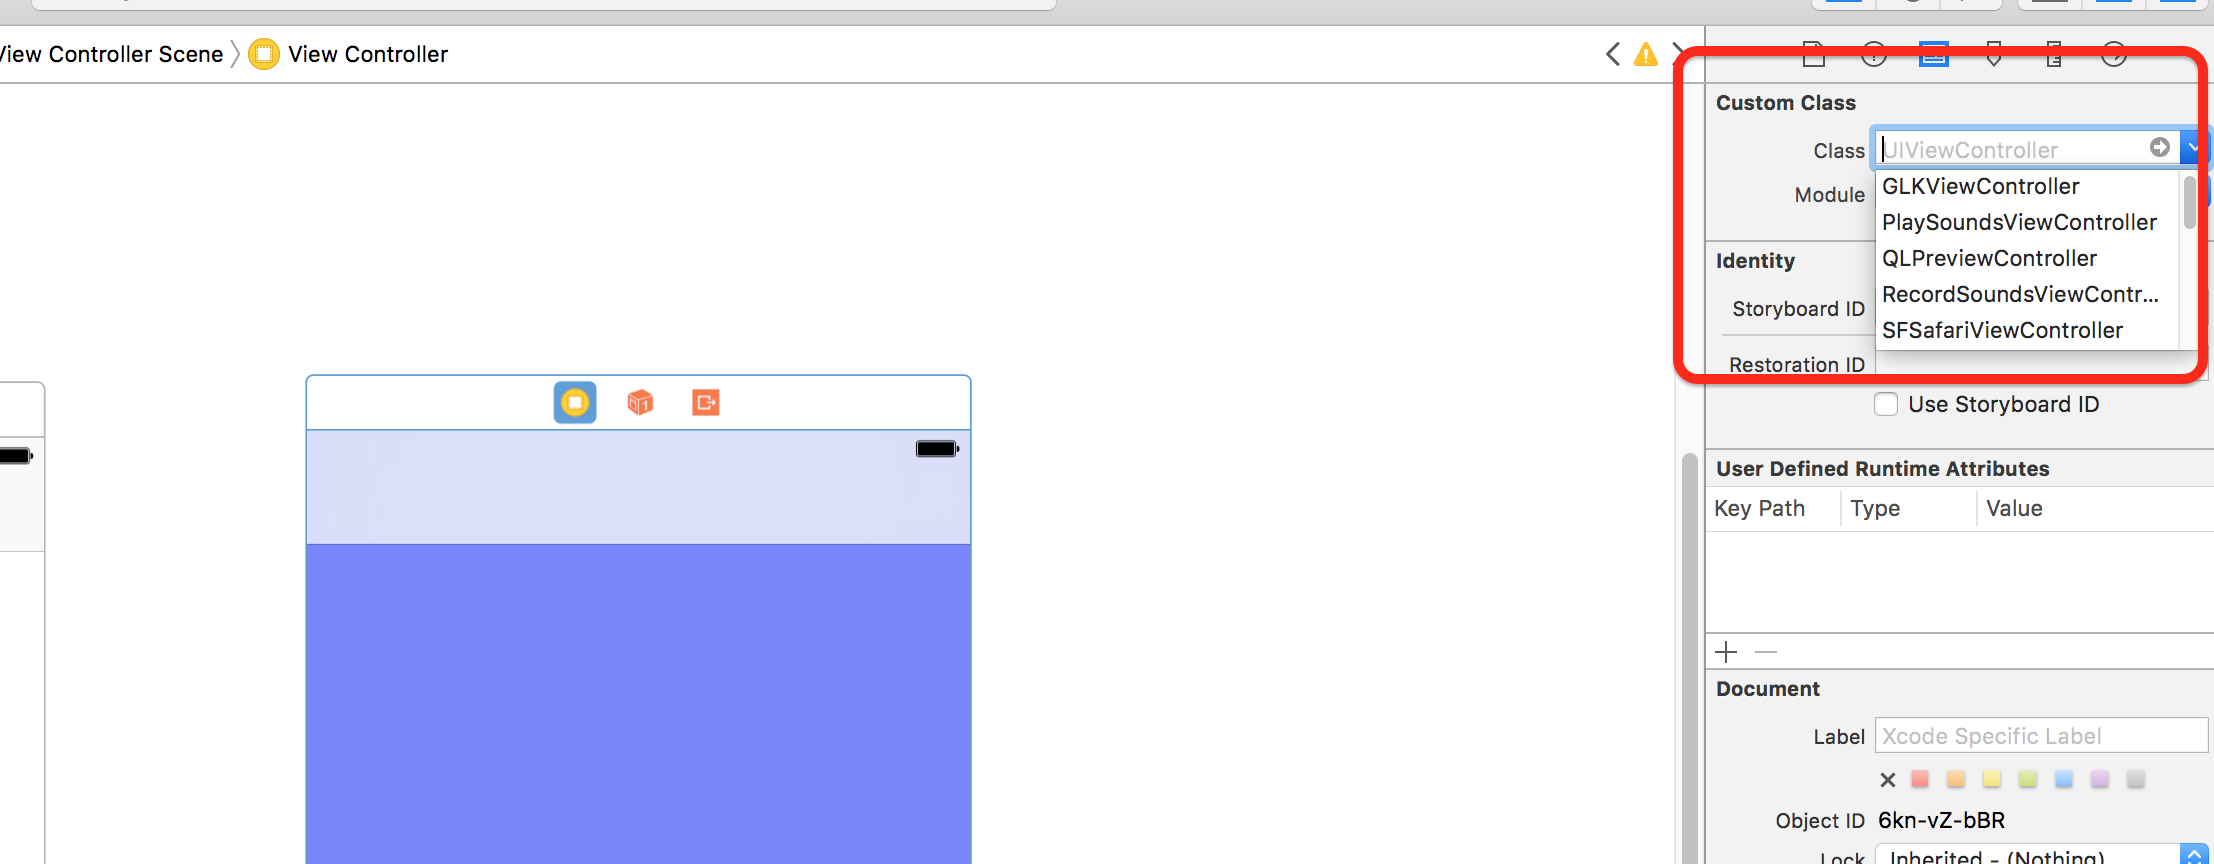 View Controller Scene 〉 View Controller
Custom Class
Class UIViewController
GLKViewController
Module
PlaySoundsViewController
QLPreviewController
Identity
RecordSoundsViewContr...
Storyboard ID
SFSafariViewController
Restoration ID
Use Storyboard ID
User Defined Runtime Attributes
Key Path Type Value
Document
Label Xcode Specific Label
Object ID 6kn-vZ-bBR
Lock Inherited - (Nothing)